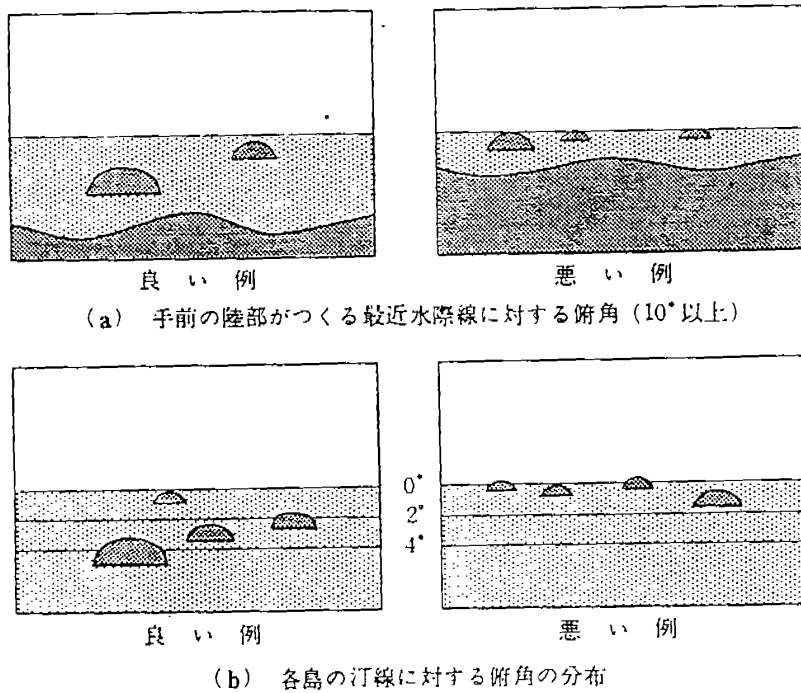 良い例 悪い例
(a) 手前の陸部がつくる最近水際線に対する俯角(10°以上)
0°
2°
4°
良い例 悪い例
(b) 各島の汀線に対する俯角の分布